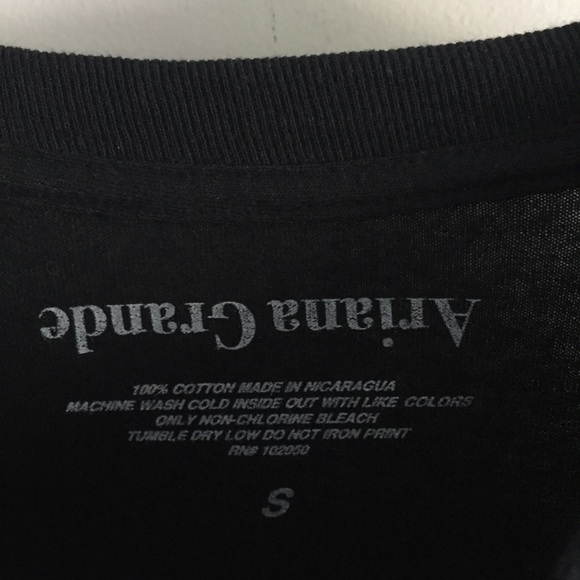 Ariana Grande
100% COTTON MADE IN NICARAGUA
MACHINE WASH COLD INSIDE OUT WITH LIKE COLORS
ONLY NON-CHLORINE BLEACH
TUMBLE DRY LOW DO NOT IRON PRINT
RN# 102050
S